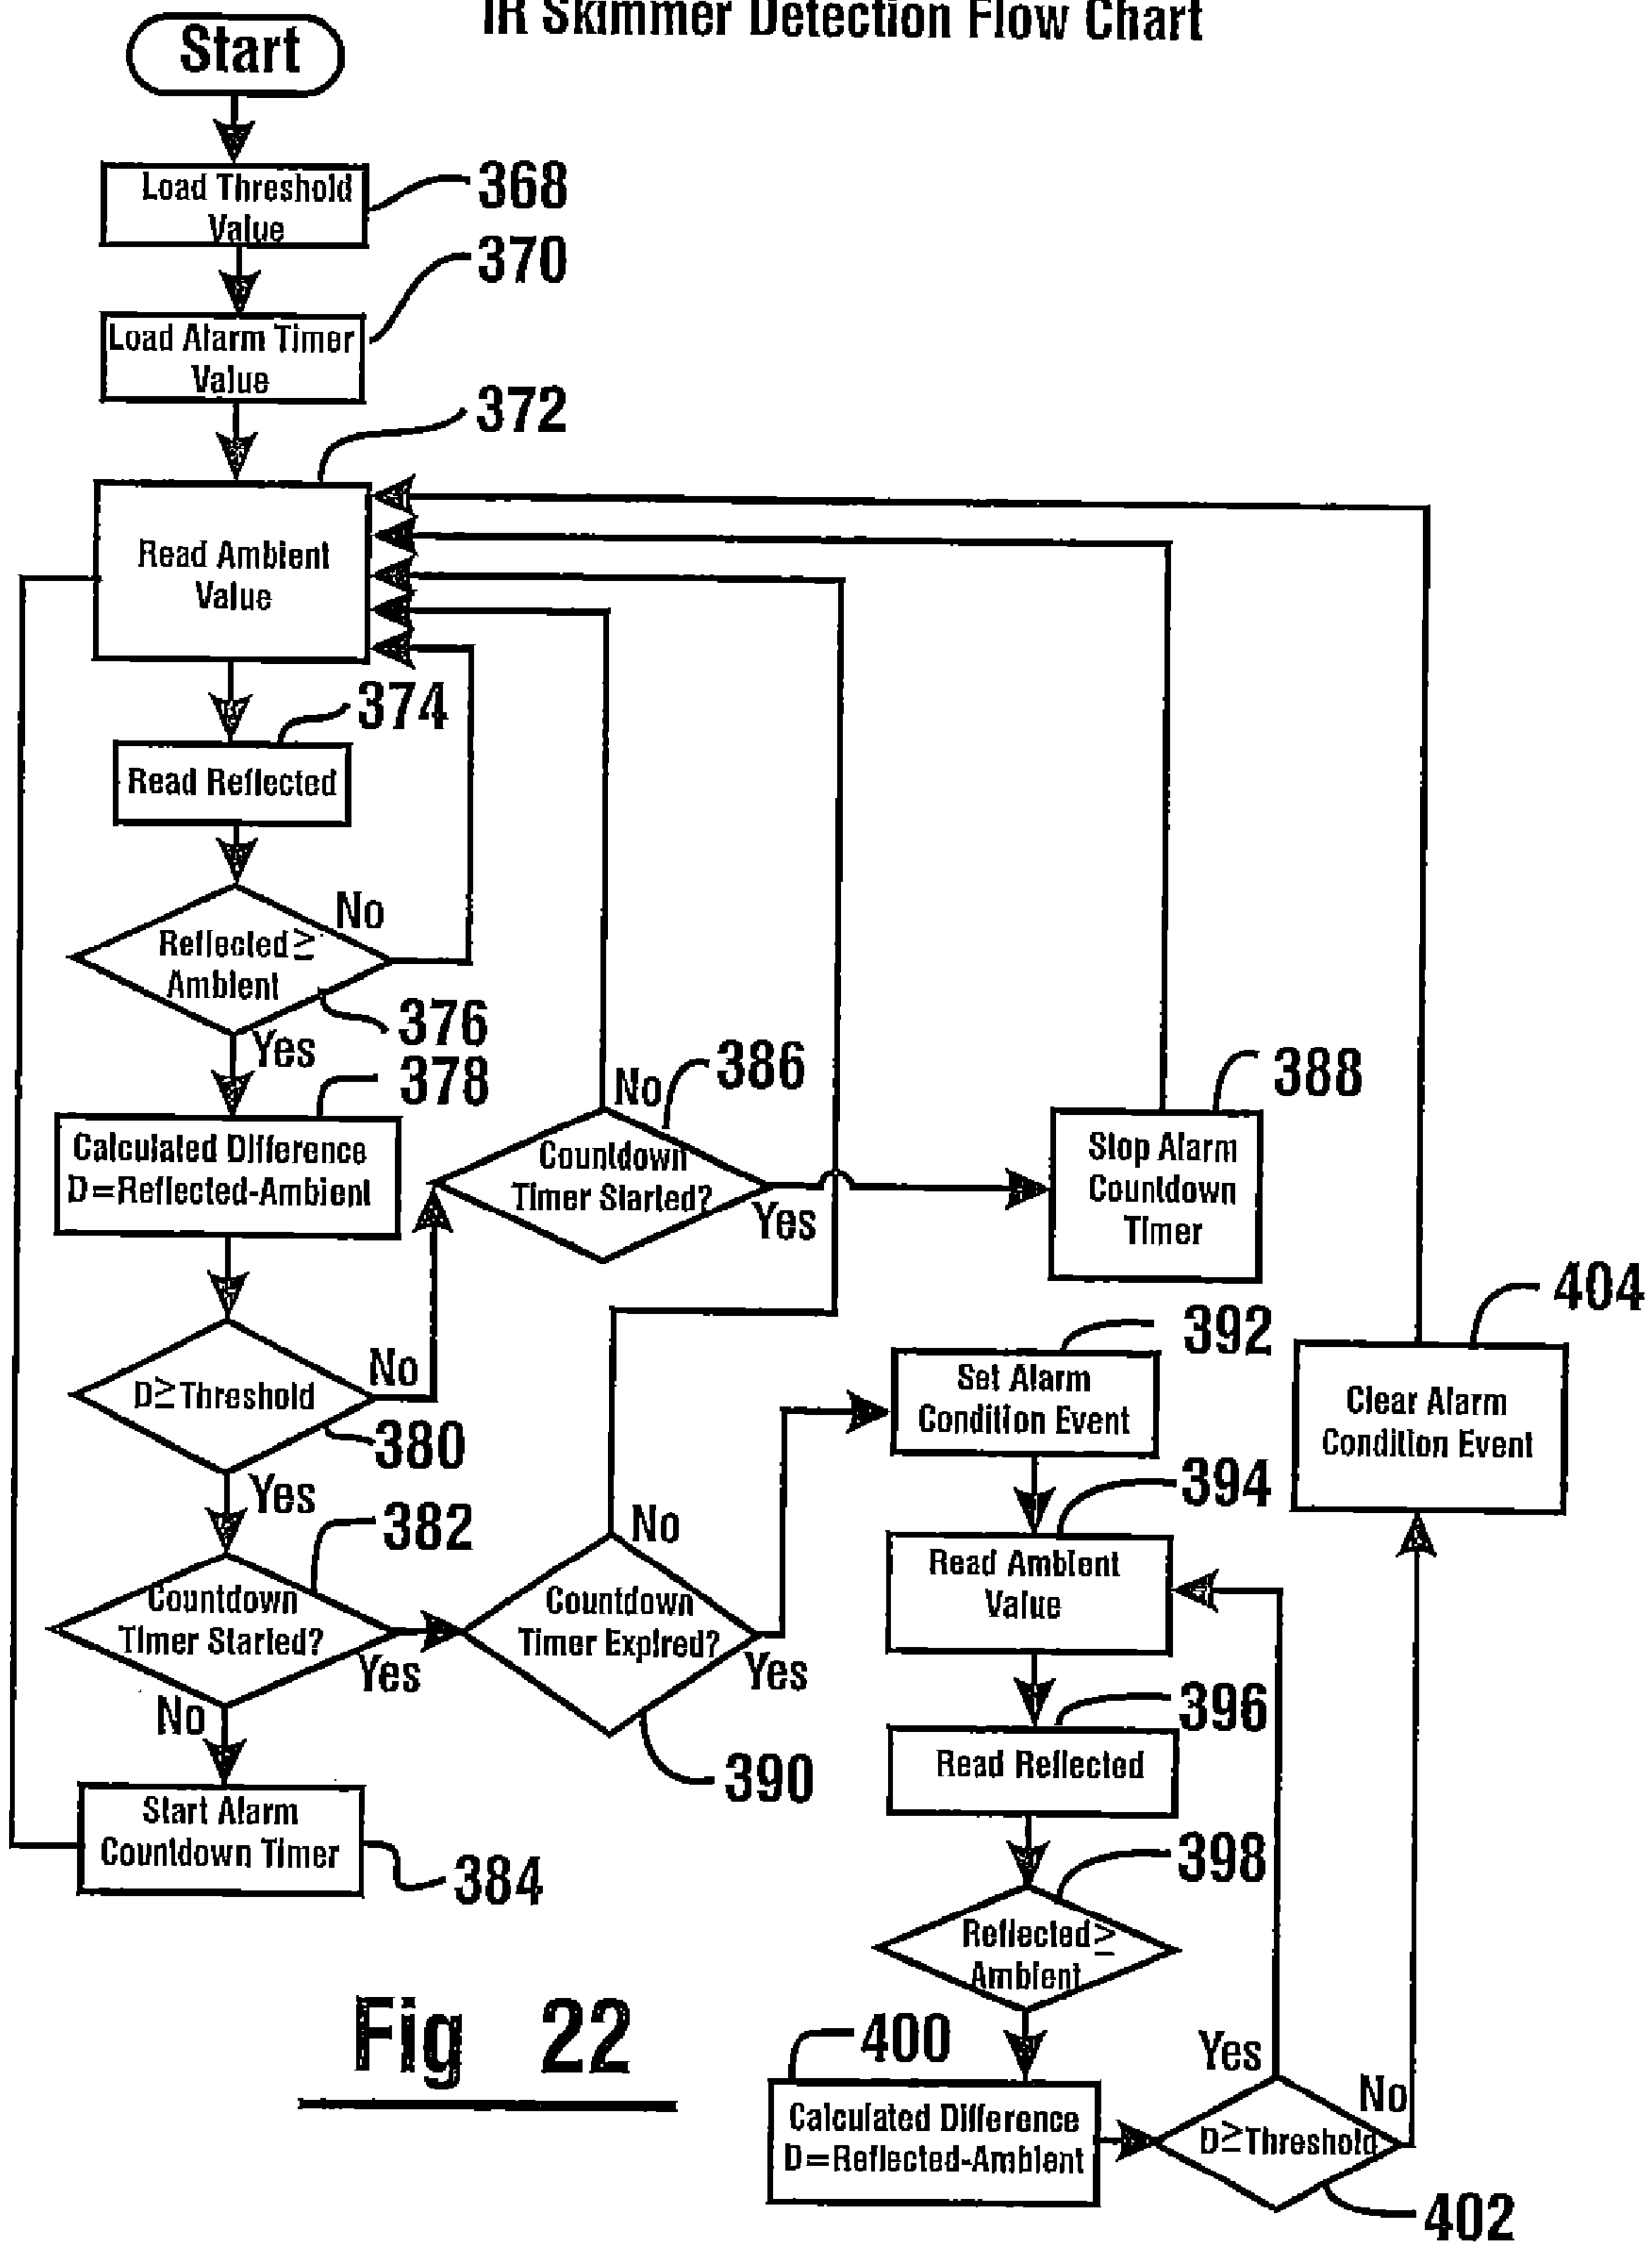 IR Skimmer Detection Flow Chart
Start
Load Threshold
Value
368
Load Alarm Timer
Value
370
Read Ambient
Value
372
Read Reflected
374
Reflected ≥
Ambient
No
376
Yes
Calculated Difference
D=Reflected-Ambient
378
D≥Threshold
No
380
Yes
Countdown
Timer Started?
382
Yes
No
Start Alarm
Countdown Timer
384
Countdown
Timer Started?
No
386
Yes
Stop Alarm
Countdown
Timer
388
Countdown
Timer Expired?
No
Yes
390
Set Alarm
Condition Event
392
Read Ambient
Value
394
Read Reflected
396
Reflected ≥
Ambient
398
Calculated Difference
D=Reflected-Ambient
400
D≥Threshold
Yes
No
402
Clear Alarm
Condition Event
404
Fig 22